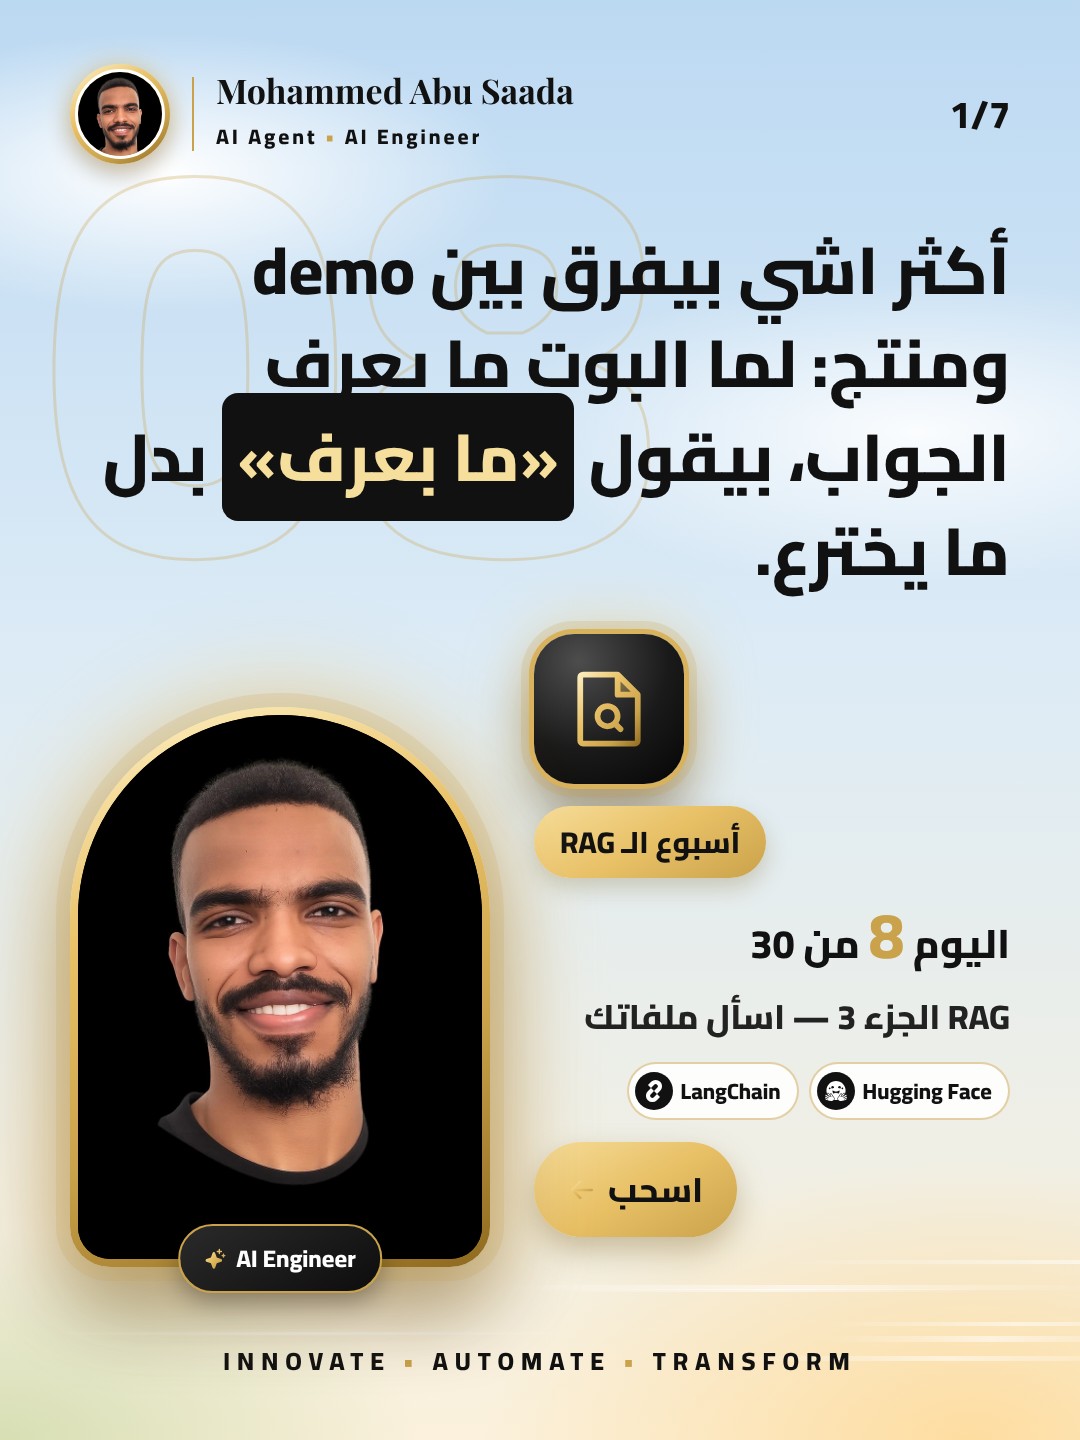 Mohammed Abu Saada
AI Agent ▪ AI Engineer
1/7
08
أكثر اشي بيفرق بين demo
ومنتج: لما البوت ما بعرف
الجواب، بيقول «ما بعرف» بدل
ما يخترع.
أسبوع الـ RAG
اليوم 8 من 30
RAG الجزء 3 — اسأل ملفاتك
Hugging Face
LangChain
اسحب ←
AI Engineer
INNOVATE ▪ AUTOMATE ▪ TRANSFORM